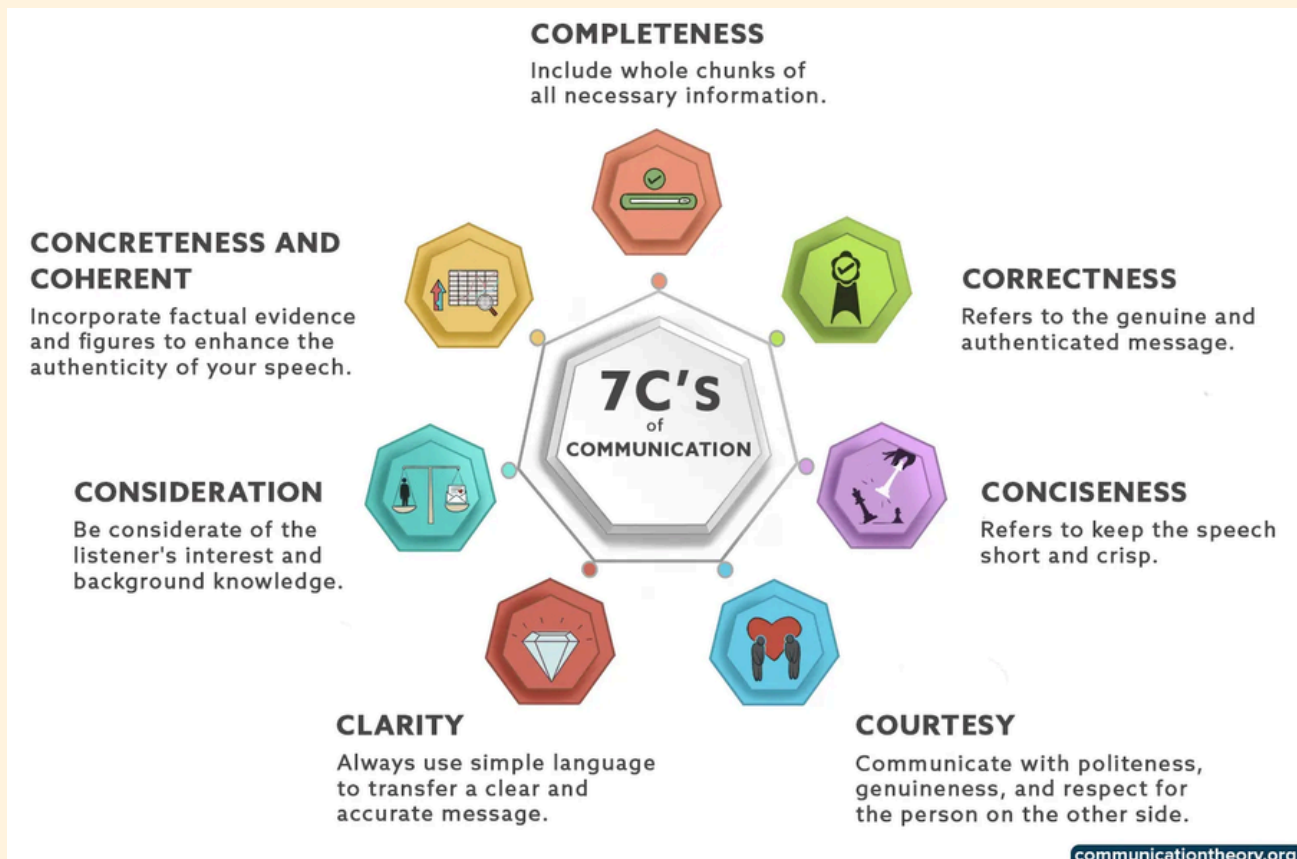 COMPLETENESS
Include whole chunks of
all necessary information.
CONCRETENESS AND
COHERENT
Incorporate factual evidence
and figures to enhance the
authenticity of your speech.
CORRECTNESS
Refers to the genuine and
authenticated message.
7C'S
of
COMMUNICATION
CONSIDERATION
Be considerate of the
listener's interest and
background knowledge.
CONCISENESS
Refers to keep the speech
short and crisp.
CLARITY
Always use simple language
to transfer a clear and
accurate message.
COURTESY
Communicate with politeness,
genuineness, and respect for
the person on the other side.
communicationtheory.org